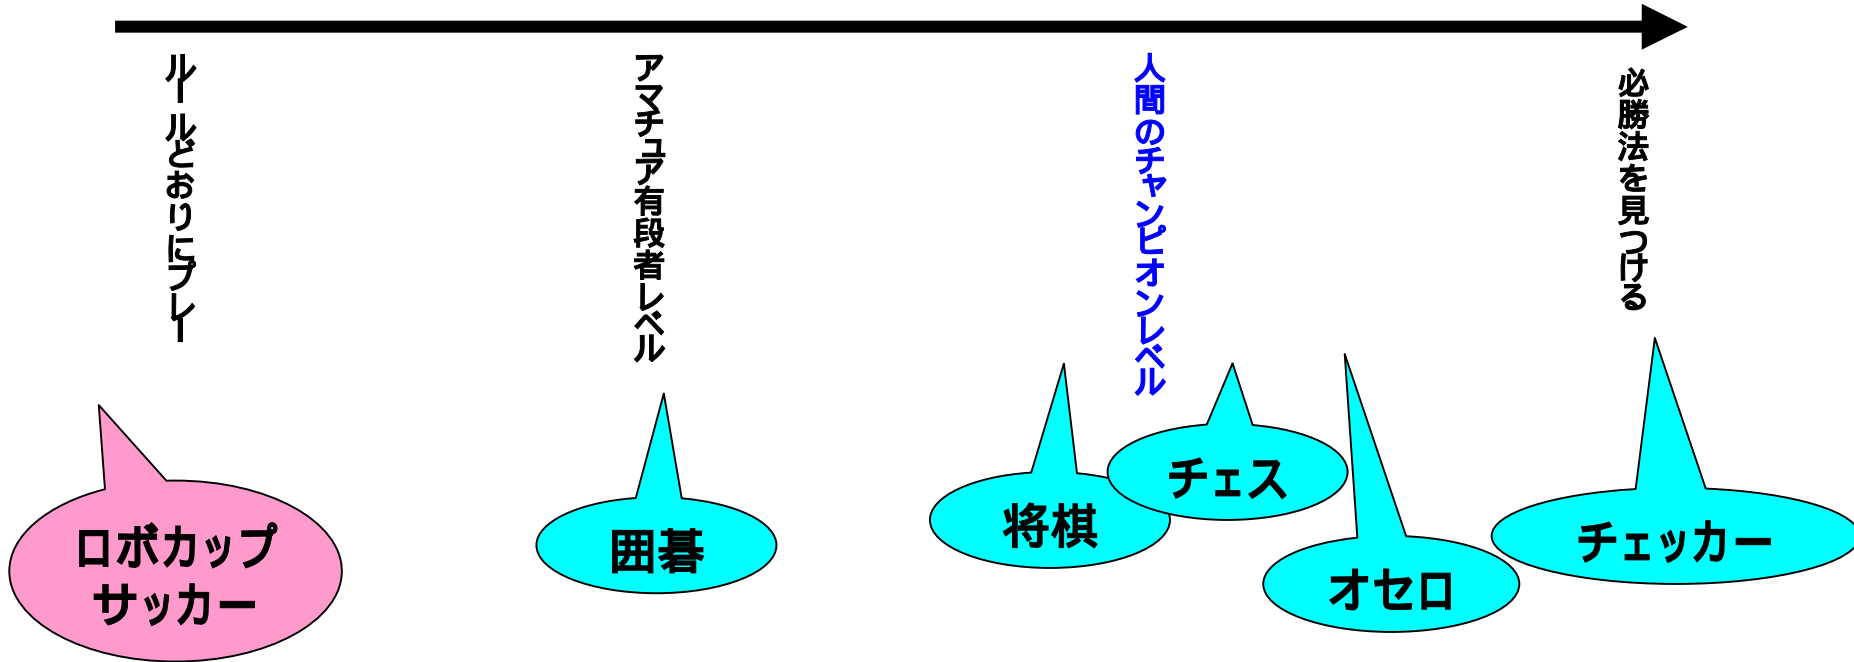 ルールどおりにプレー
アマチュア有段者レベル
人間のチャンピオンレベル
必勝法を見つける
ロボカップ
サッカー
囲碁
将棋
チェス
オセロ
チェッカー